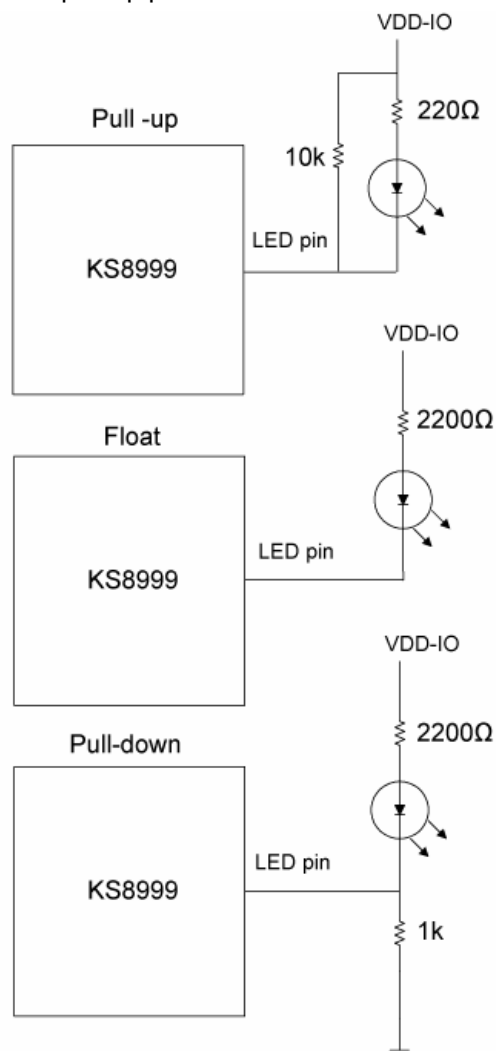 VDD-IO
Pull -up
220Ω
10k
LED pin
KS8999
VDD-IO
Float
2200Ω
LED pin
KS8999
VDD-IO
Pull-down
2200Ω
LED pin
KS8999
1k